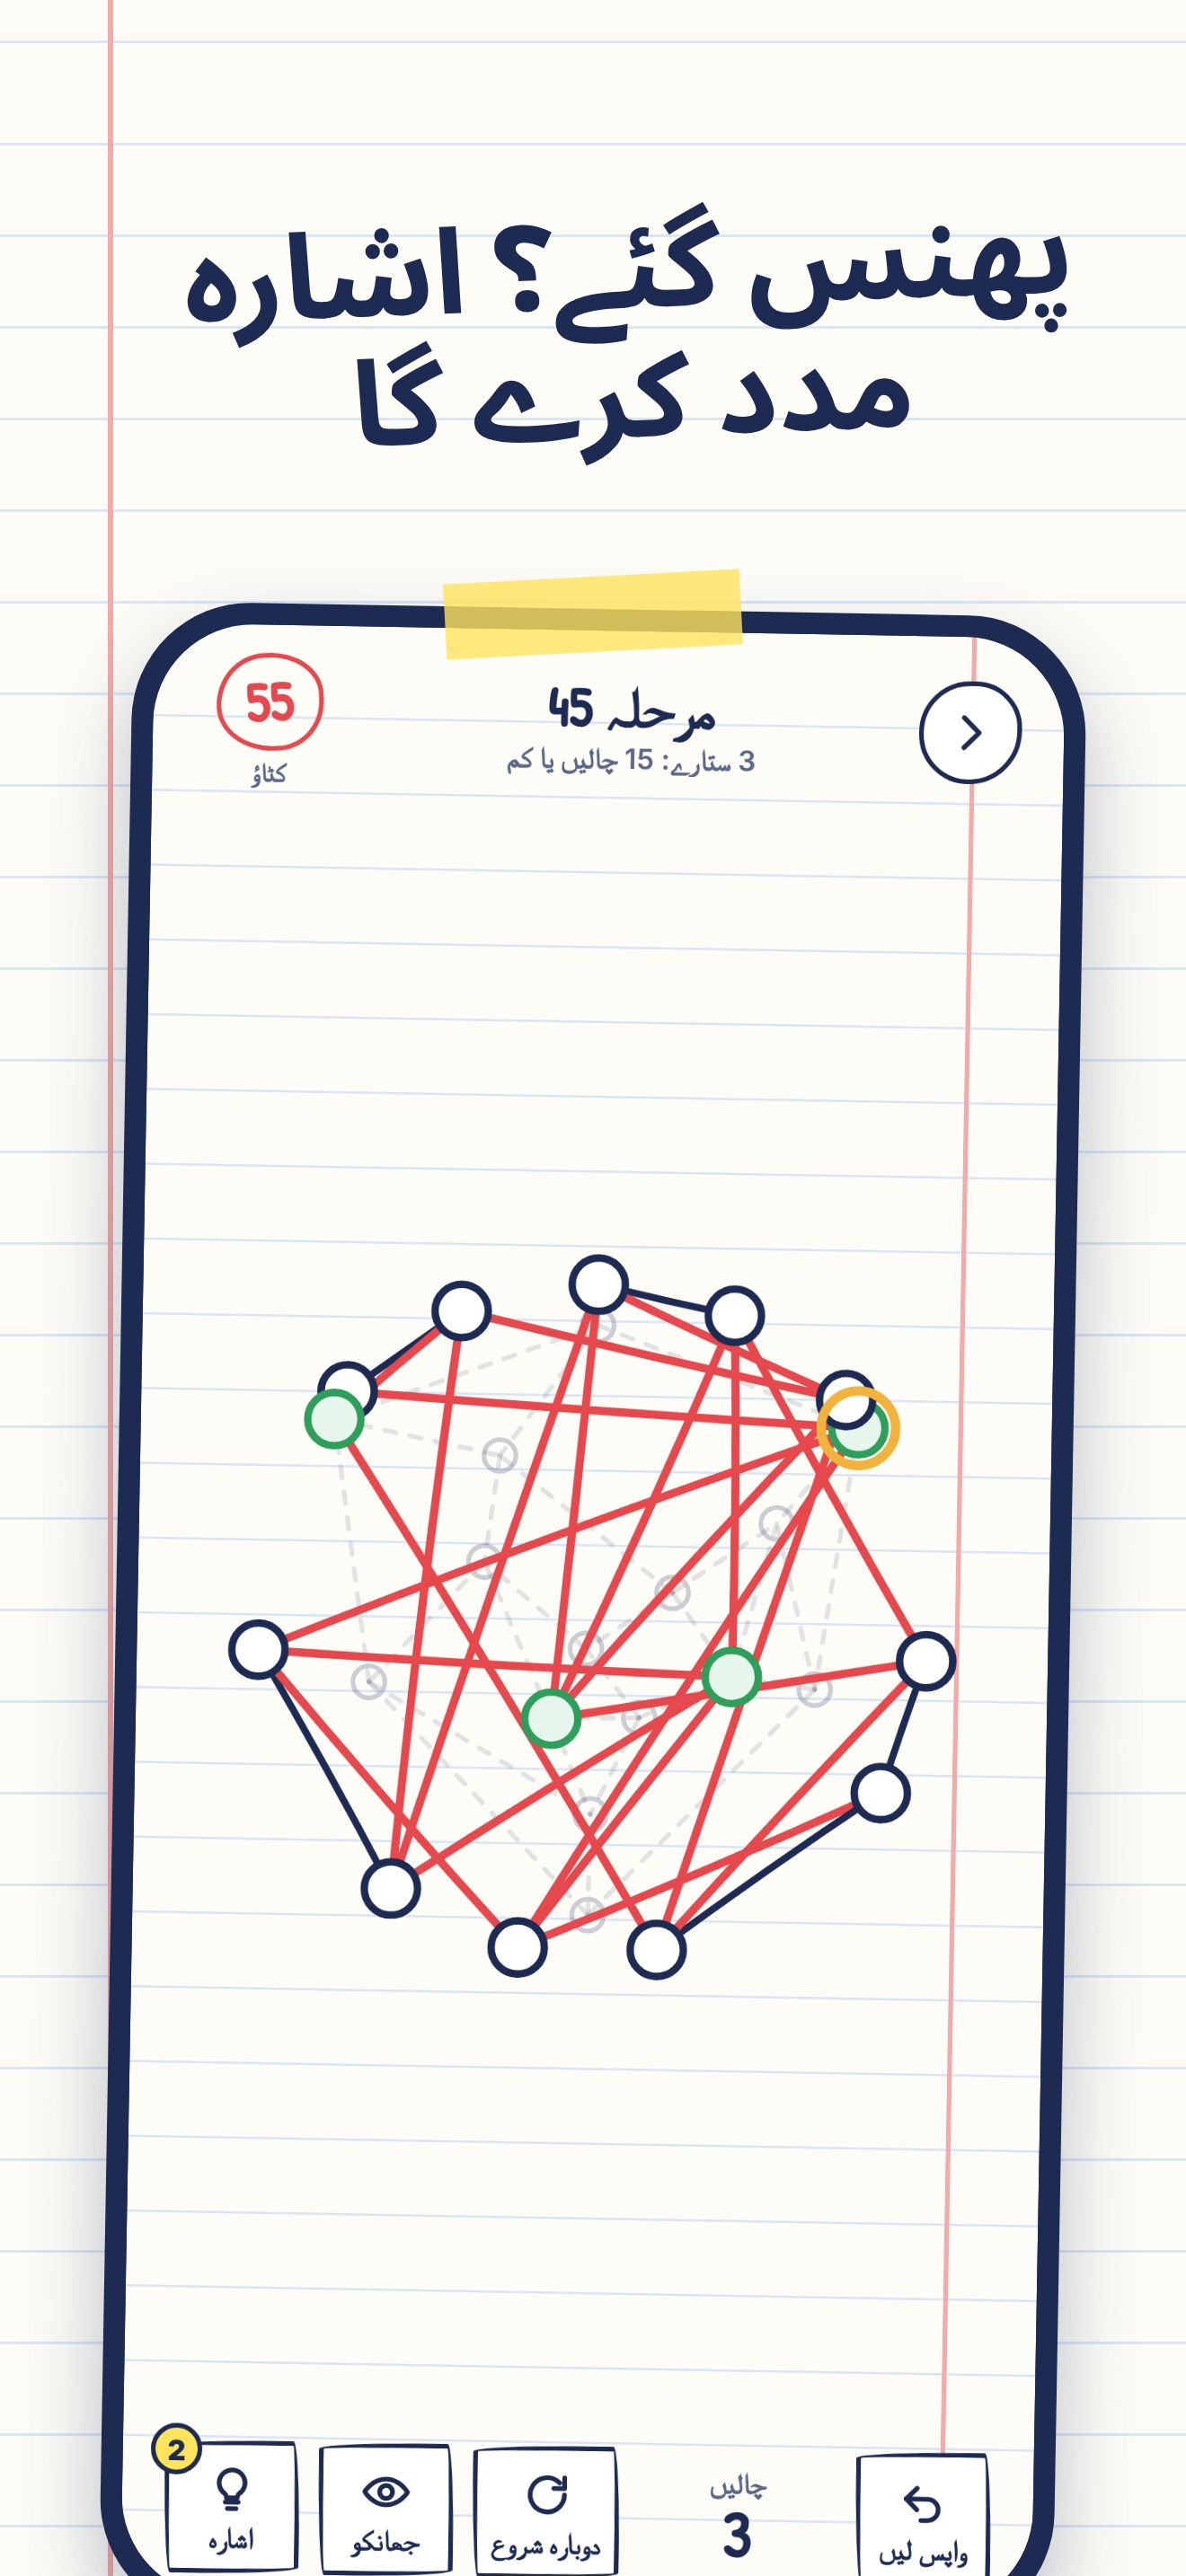 پھنس گئے؟ اشارہ
مدد کرے گا
مرحلہ 45
3 ستارے: 15 چالیں یا کم
55
کٹاؤ
واپس لیں
چالیں
3
دوبارہ شروع
جھانکو
اشارہ
2